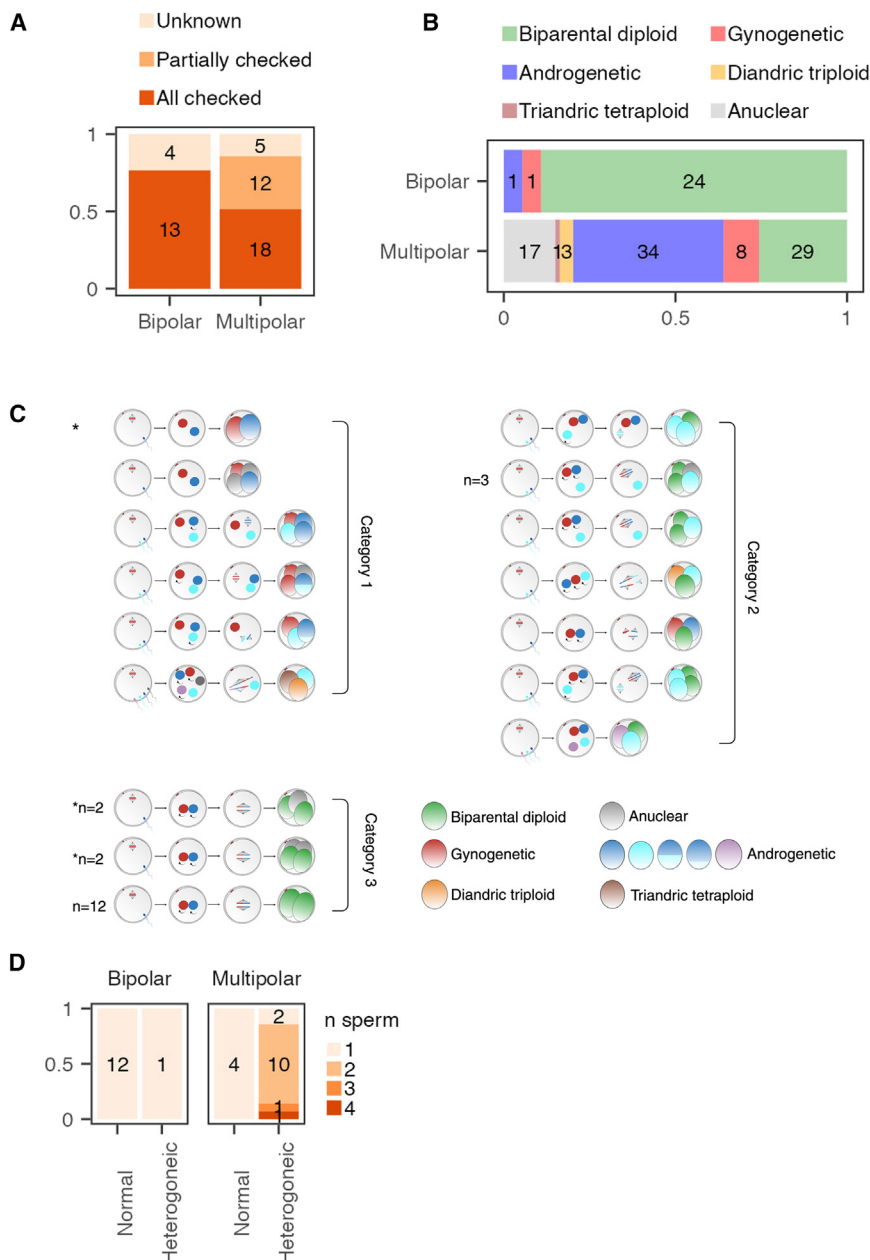 A
Unknown
Partially checked
All checked
1
0.5
0
4
13
5
12
18
Bipolar
Multipolar
B
Biparental diploid
Gynogenetic
Androgenetic
Diandric triploid
Triandric tetraploid
Anuclear
Bipolar
1
1
24
Multipolar
17
1
3
34
8
29
0
0.5
1
C
*
Category 1
n=3
Category 2
*n=2
*n=2
n=12
Category 3
Biparental diploid
Anuclear
Gynogenetic
Androgenetic
Diandric triploid
Triandric tetraploid
D
Bipolar
Multipolar
1
0.5
0
12
1
4
2
10
1
1
n sperm
1
2
3
4
Normal
Heterogoneic
Normal
Heterogoneic